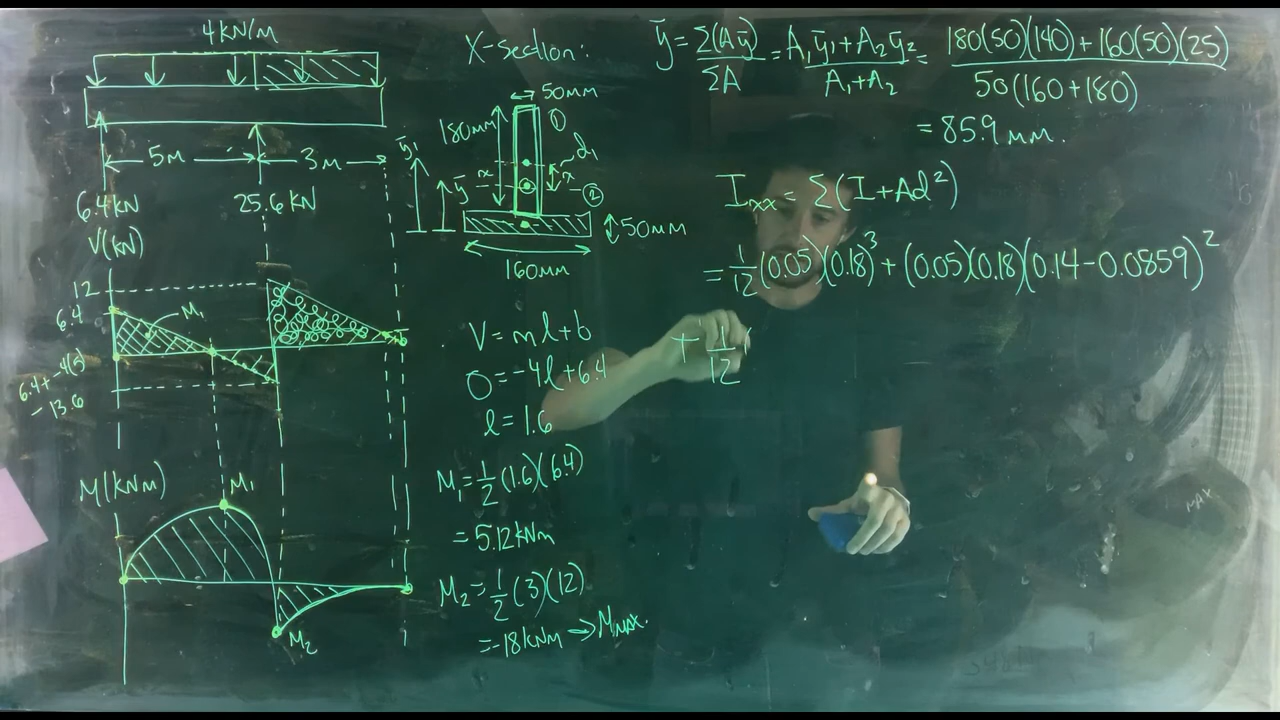 4kN/m
5m
3m
6.4kN
25.6kN
V(kN)
12
6.4
M₁
6.4+-4(5)
-13.6
M(kNm)
M₁
M₂
X-section:
50mm
180mm
①
d₁
ȳ₁
ȳ
x
x
②
50mm
160mm
V=ml+b
0=-4l+6.4
l=1.6
M₁=1/2(1.6)(6.4)
=5.12kNm
M₂=1/2(3)(12)
=-18kNm→MMAX.
ȳ=Σ(Aȳ)/ΣA=A₁ȳ₁+A₂ȳ₂/A₁+A₂=180(50)(140)+160(50)(25)/50(160+180)
=85.9mm.
Ixx=Σ(I+Ad²)
=1/12(0.05)(0.18)³+(0.05)(0.18)(0.14-0.0859)²
+1/12(
MAX